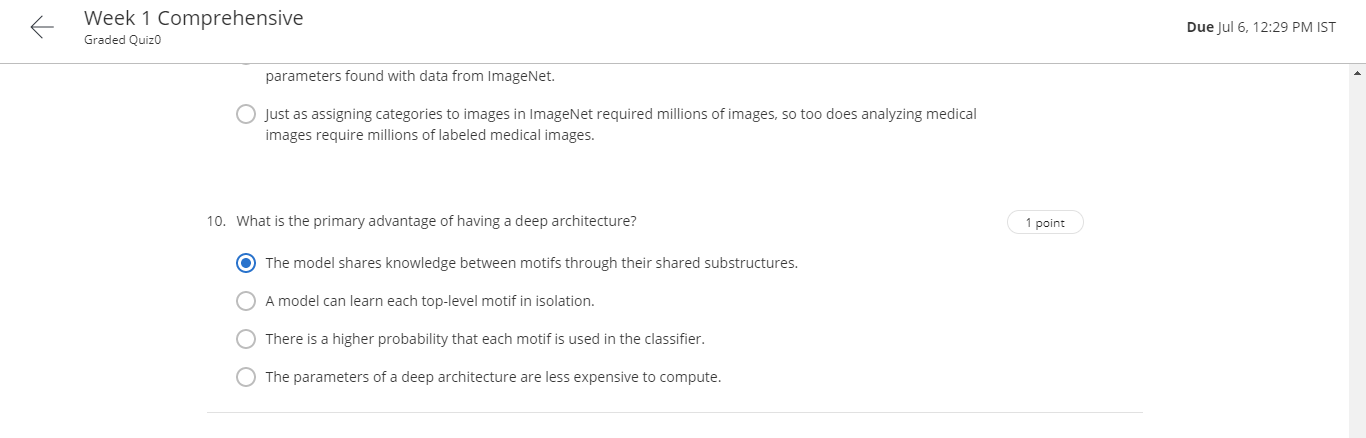 Week 1 Comprehensive
Graded Quiz0
Due Jul 6, 12:29 PM IST
parameters found with data from ImageNet.
Just as assigning categories to images in ImageNet required millions of images, so too does analyzing medical
images require millions of labeled medical images.
10. What is the primary advantage of having a deep architecture?
1 point
The model shares knowledge between motifs through their shared substructures.
A model can learn each top-level motif in isolation.
There is a higher probability that each motif is used in the classifier.
The parameters of a deep architecture are less expensive to compute.